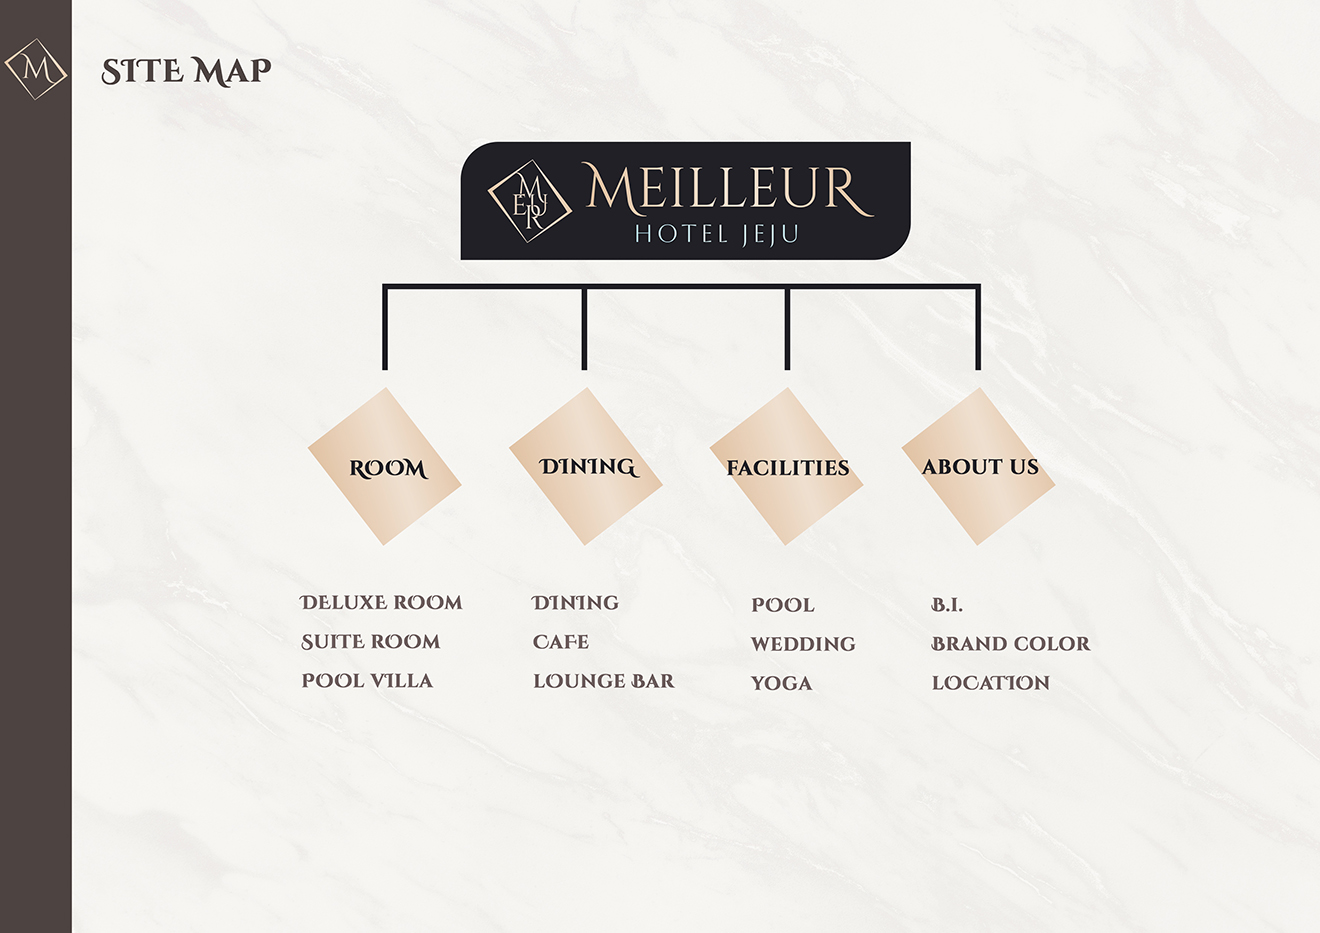 M
SITE MAP
M
EJU
R
MEILLEUR
HOTEL JEJU
ROOM
DINING
FACILITIES
ABOUT US
DELUXE ROOM
SUITE ROOM
POOL VILLA
DINING
CAFE
LOUNGE BAR
POOL
WEDDING
YOGA
B.I.
BRAND COLOR
LOCATION